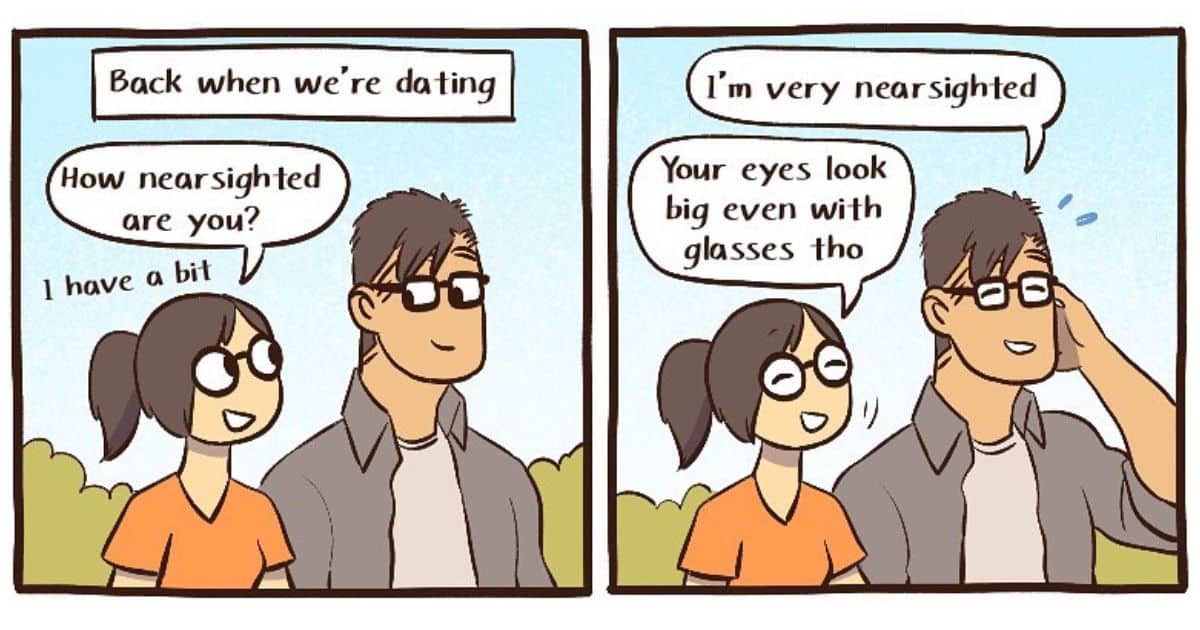 Back when we're dating
How nearsighted
are you?
I have a bit
I'm very nearsighted
Your eyes look
big even with
glasses tho